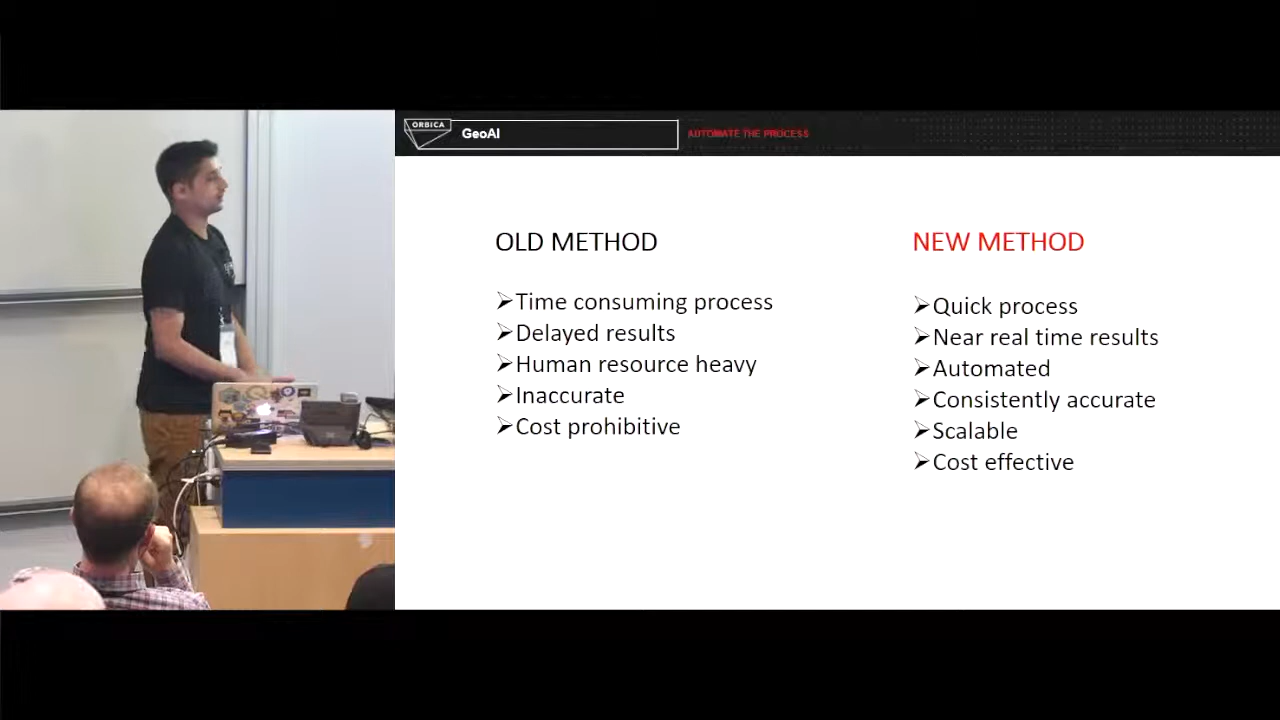 ORBICA
GeoAI
AUTOMATE THE PROCESS
OLD METHOD
➢Time consuming process
➢Delayed results
➢Human resource heavy
➢Inaccurate
➢Cost prohibitive
NEW METHOD
➢Quick process
➢Near real time results
➢Automated
➢Consistently accurate
➢Scalable
➢Cost effective